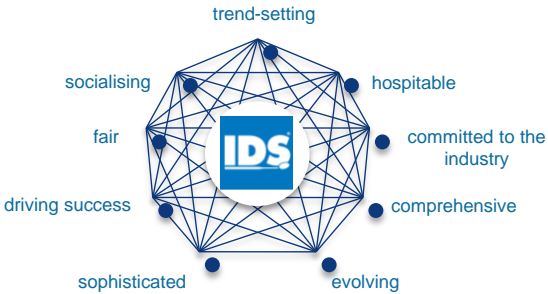 trend-setting
socialising
hospitable
fair
committed to the
industry
IDS
driving success
comprehensive
sophisticated
evolving